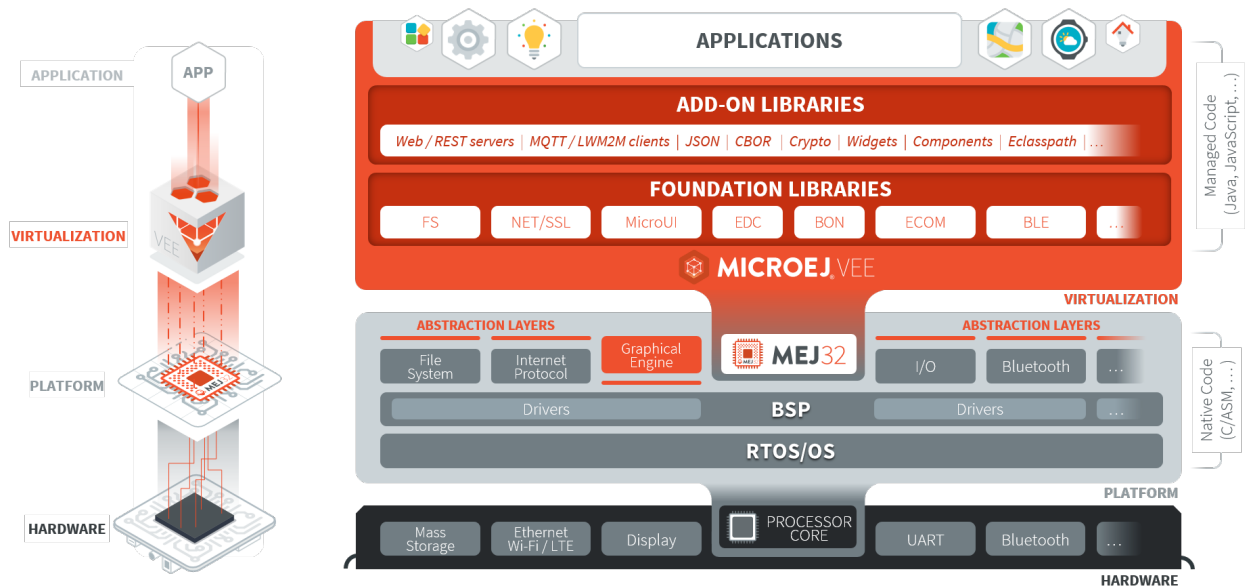 APPLICATION
APP
VIRTUALIZATION
VEE
PLATFORM
MEJ
HARDWARE
APPLICATIONS
ADD-ON LIBRARIES
Web / REST servers | MQTT / LWM2M clients | JSON | CBOR | Crypto | Widgets | Components | Eclasspath | ...
FOUNDATION LIBRARIES
FS NET/SSL MicroUI EDC BON ECOM BLE ...
MICROEJ® VEE
VIRTUALIZATION
Managed Code
(Java, JavaScript, ...)
ABSTRACTION LAYERS ABSTRACTION LAYERS
File
System
Internet
Protocol
Graphical
Engine
MEJ
MEJ32
I/O
Bluetooth
...
Drivers BSP Drivers ...
RTOS/OS
PLATFORM
Native Code
(C/ASM, ...)
Mass
Storage
Ethernet
Wi-Fi / LTE
Display
PROCESSOR
CORE
UART
Bluetooth
...
HARDWARE